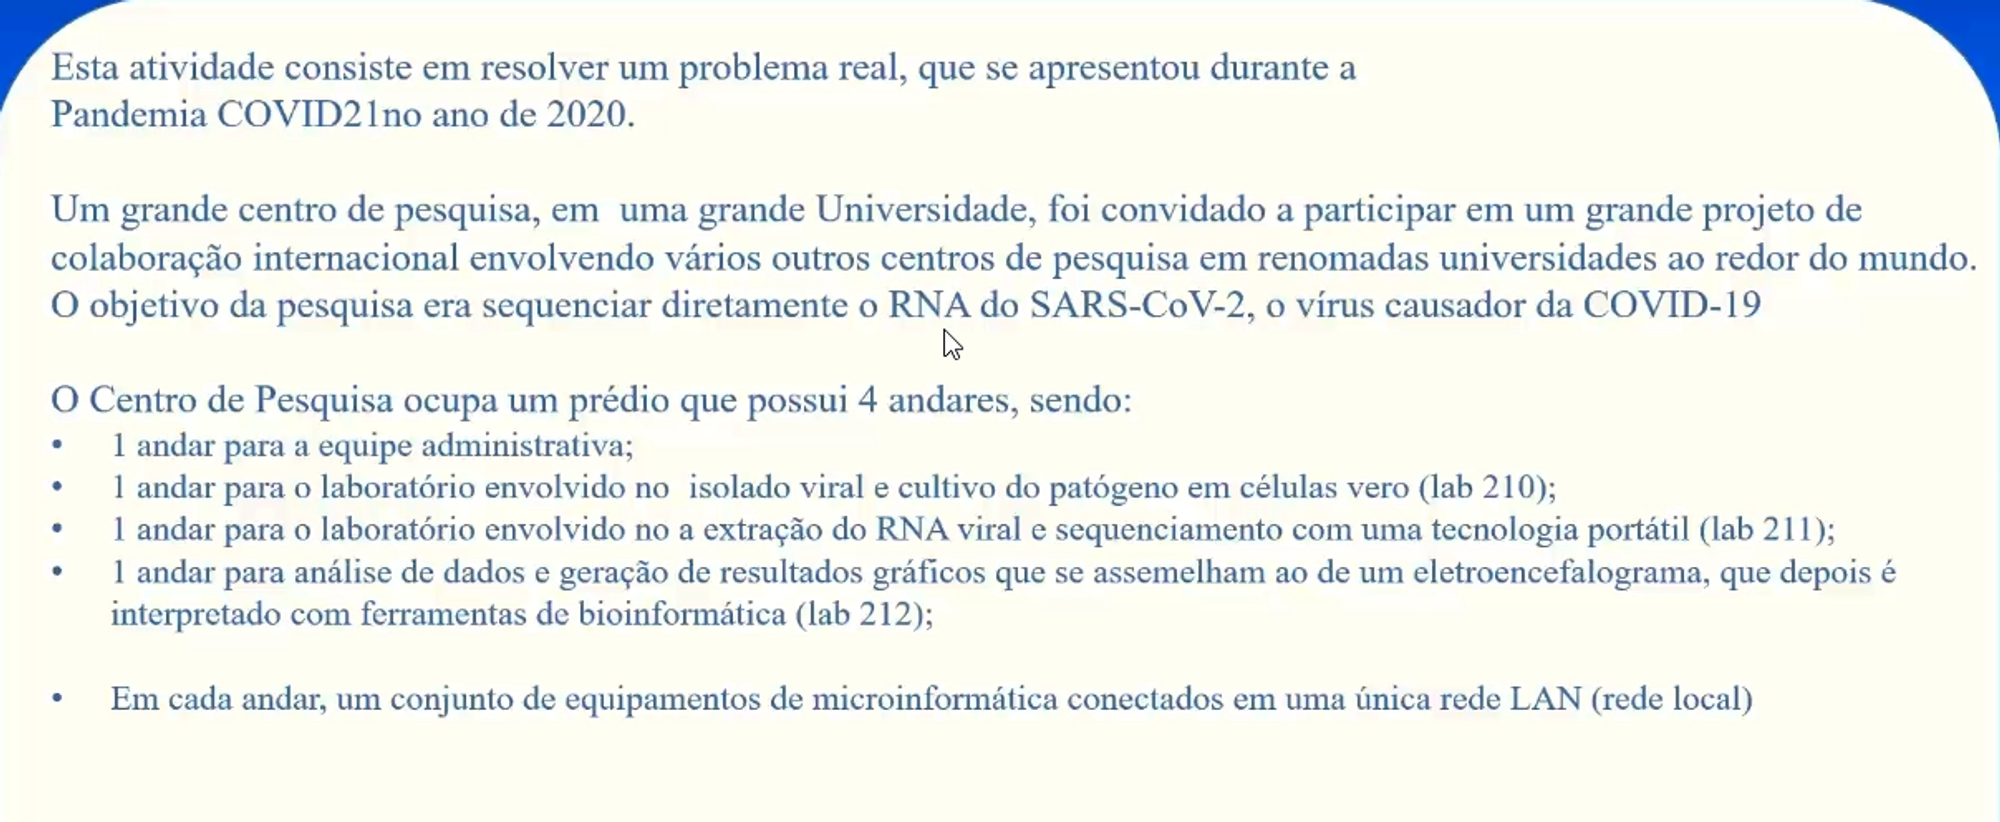 Esta atividade consiste em resolver um problema real, que se apresentou durante a
Pandemia COVID21no ano de 2020.
Um grande centro de pesquisa, em  uma grande Universidade, foi convidado a participar em um grande projeto de
colaboração internacional envolvendo vários outros centros de pesquisa em renomadas universidades ao redor do mundo.
O objetivo da pesquisa era sequenciar diretamente o RNA do SARS-CoV-2, o vírus causador da COVID-19
O Centro de Pesquisa ocupa um prédio que possui 4 andares, sendo:
• 1 andar para a equipe administrativa;
• 1 andar para o laboratório envolvido no  isolado viral e cultivo do patógeno em células vero (lab 210);
• 1 andar para o laboratório envolvido no a extração do RNA viral e sequenciamento com uma tecnologia portátil (lab 211);
• 1 andar para análise de dados e geração de resultados gráficos que se assemelham ao de um eletroencefalograma, que depois é
interpretado com ferramentas de bioinformática (lab 212);
• Em cada andar, um conjunto de equipamentos de microinformática conectados em uma única rede LAN (rede local)